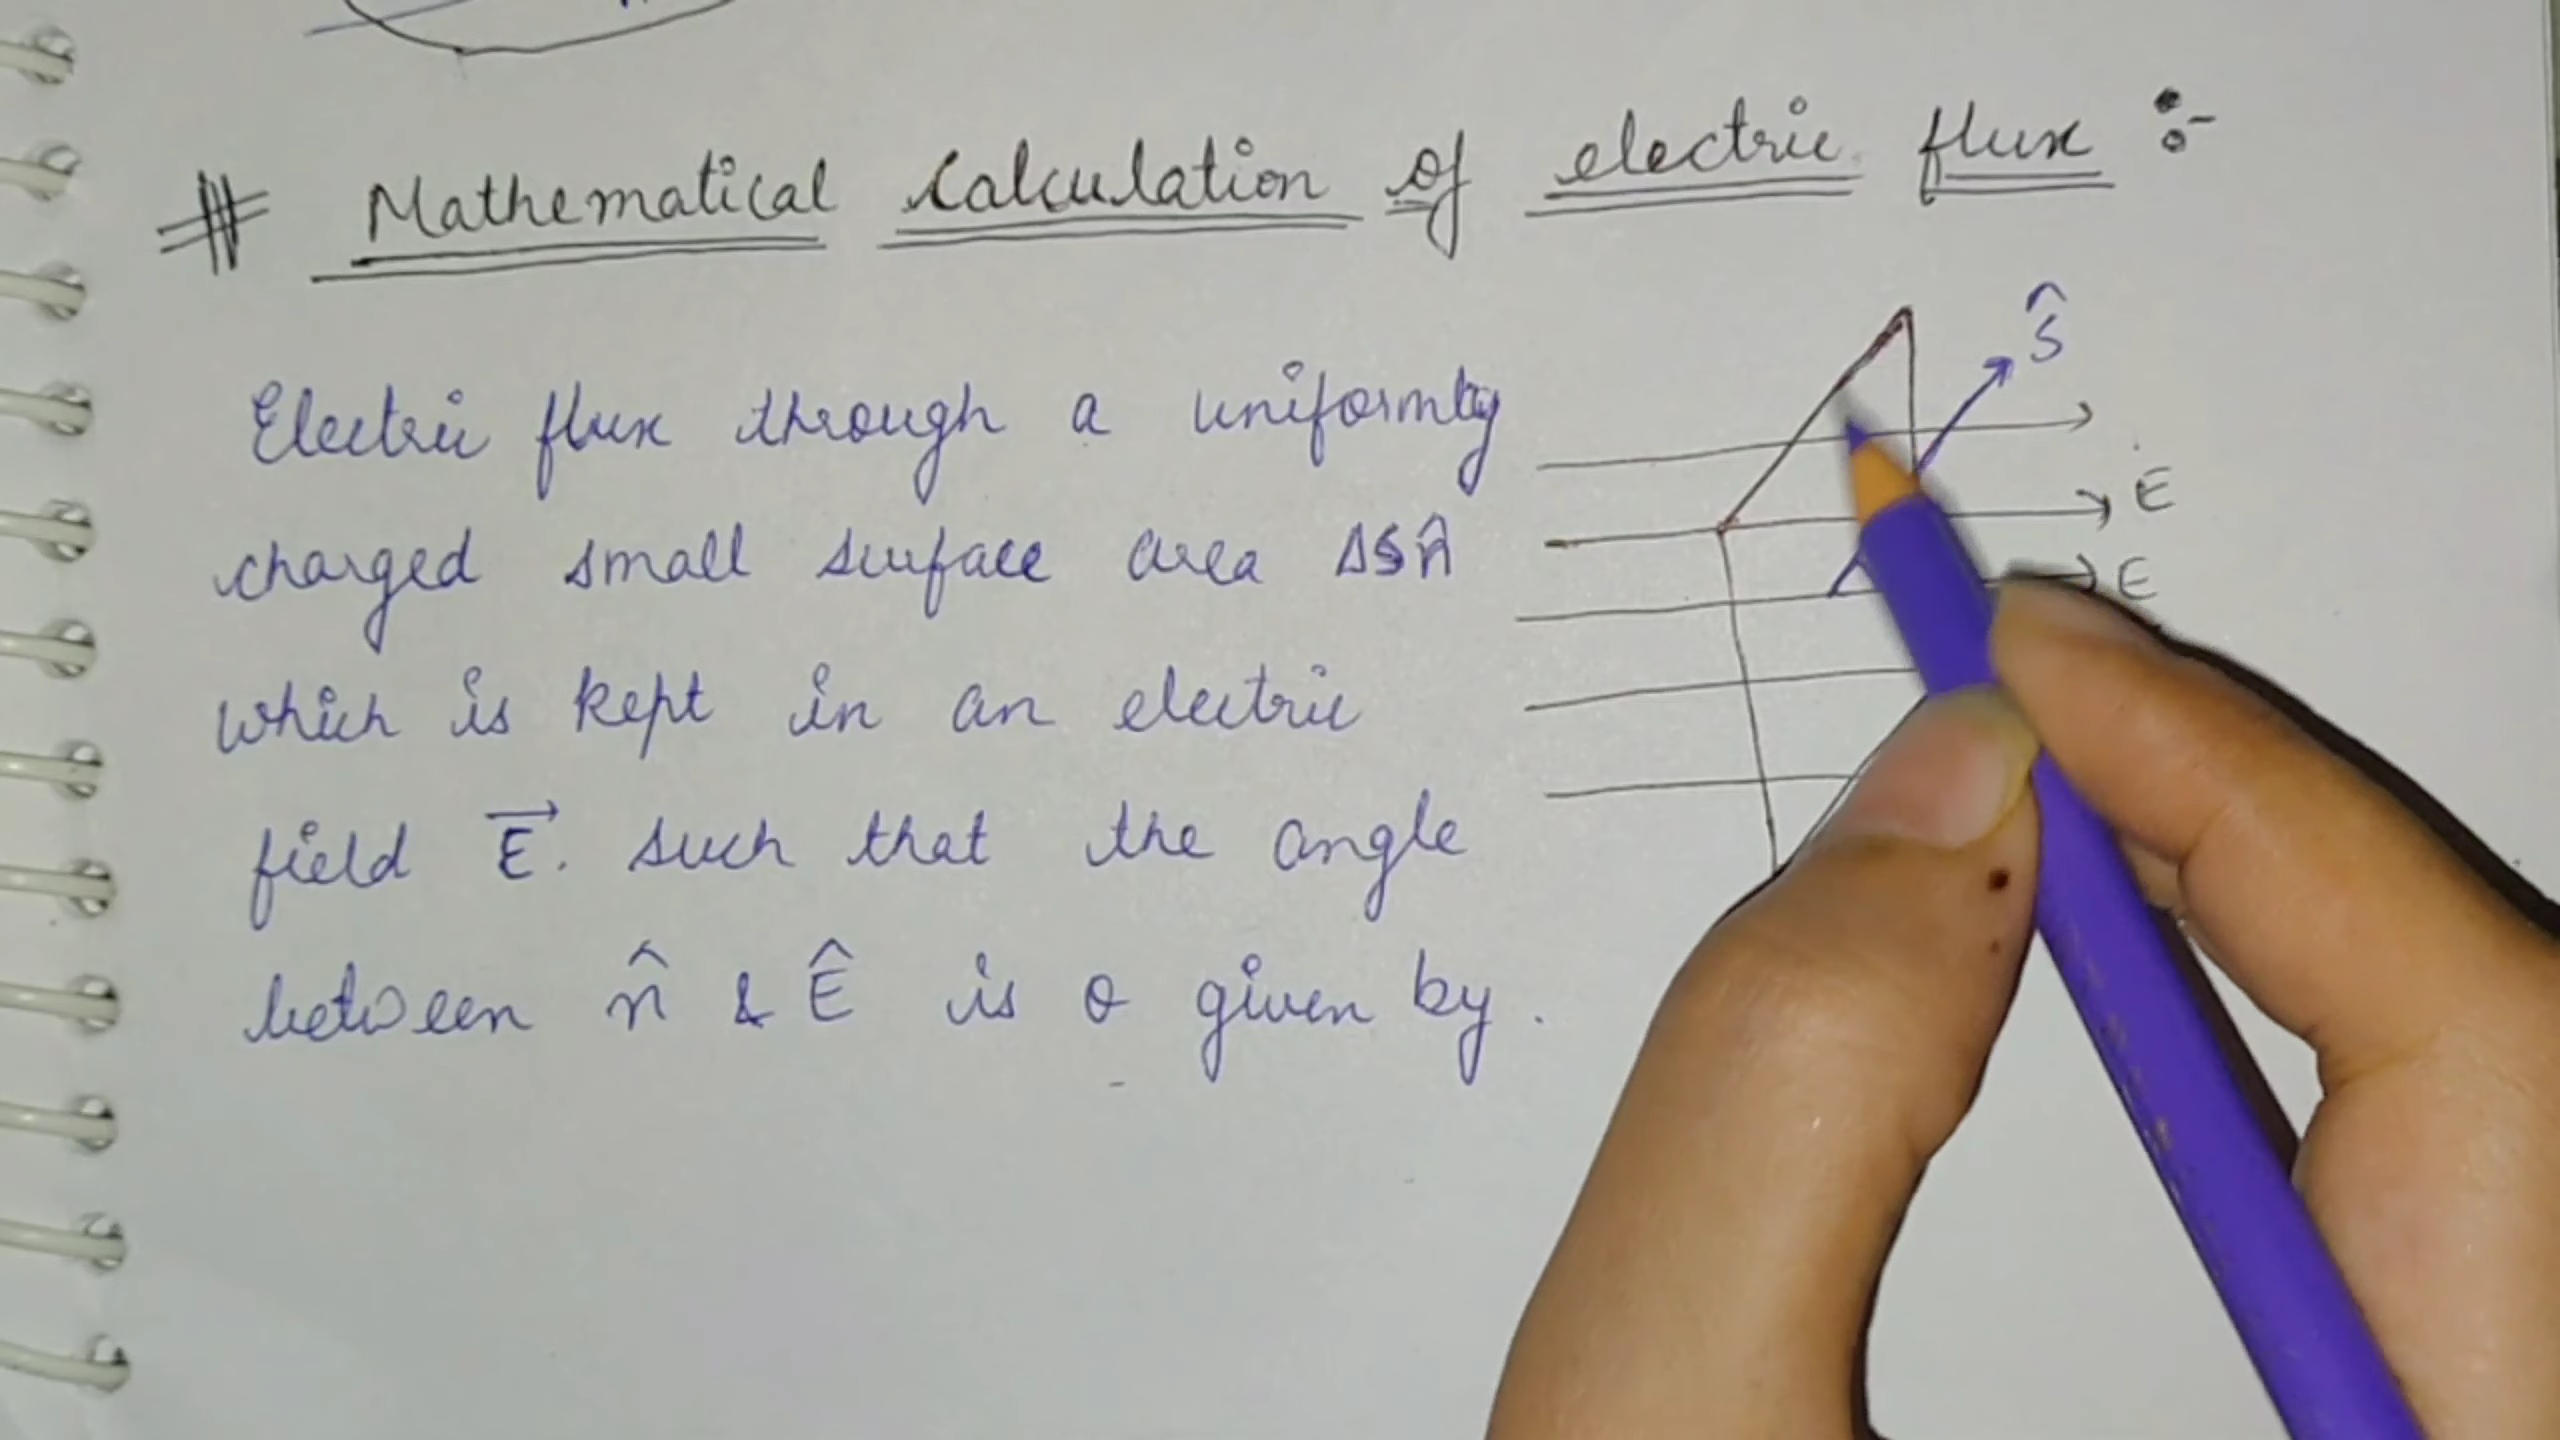 # Mathematical Calculation of electric flux :-
Electric flux through a uniformly
charged small surface area ΔSn̂
which is kept in an electric
field E⃗. such that the angle
between n̂ & Ê is θ given by.
Ŝ
E
E